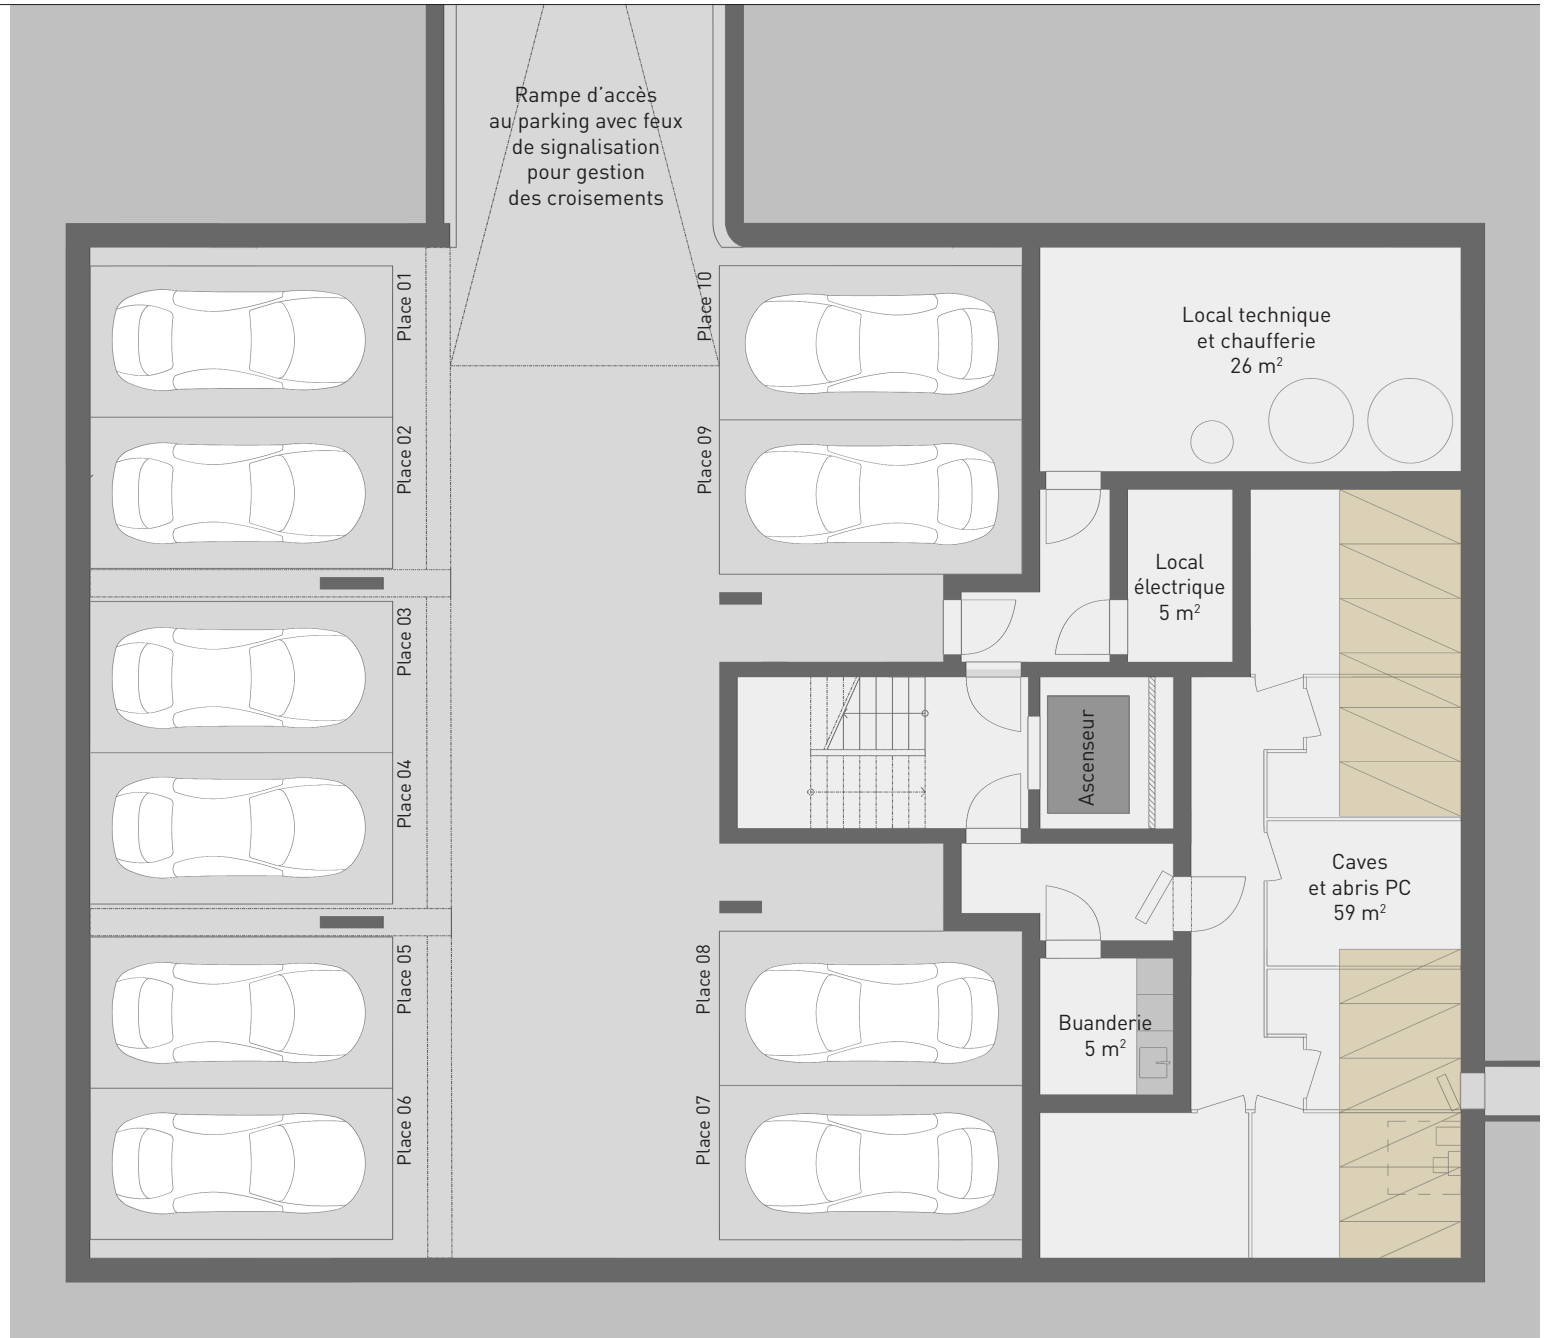 Rampe d’accès
au parking avec feux
de signalisation
pour gestion
des croisements
Place 01
Place 02
Place 03
Place 04
Place 05
Place 06
Place 10
Place 09
Place 08
Place 07
Local technique
et chaufferie
26 m²
Local
électrique
5 m²
Ascenseur
Caves
et abris PC
59 m²
Buanderie
5 m²